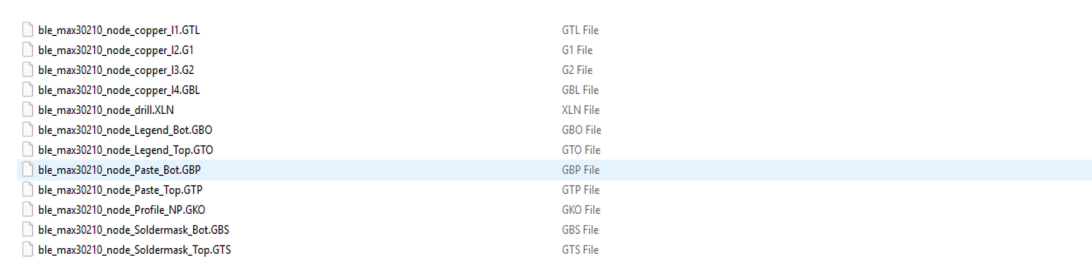 ble_max30210_node_copper_l1.GTL GTL File
ble_max30210_node_copper_l2.G1 G1 File
ble_max30210_node_copper_l3.G2 G2 File
ble_max30210_node_copper_l4.GBL GBL File
ble_max30210_node_drill.XLN XLN File
ble_max30210_node_Legend_Bot.GBO GBO File
ble_max30210_node_Legend_Top.GTO GTO File
ble_max30210_node_Paste_Bot.GBP GBP File
ble_max30210_node_Paste_Top.GTP GTP File
ble_max30210_node_Profile_NP.GKO GKO File
ble_max30210_node_Soldermask_Bot.GBS GBS File
ble_max30210_node_Soldermask_Top.GTS GTS File